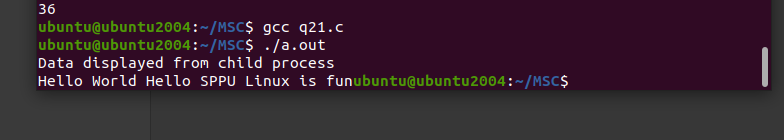 36
ubuntu@ubuntu2004:~/MSC$ gcc q21.c
ubuntu@ubuntu2004:~/MSC$ ./a.out
Data displayed from child process
Hello World Hello SPPU Linux is funubuntu@ubuntu2004:~/MSC$